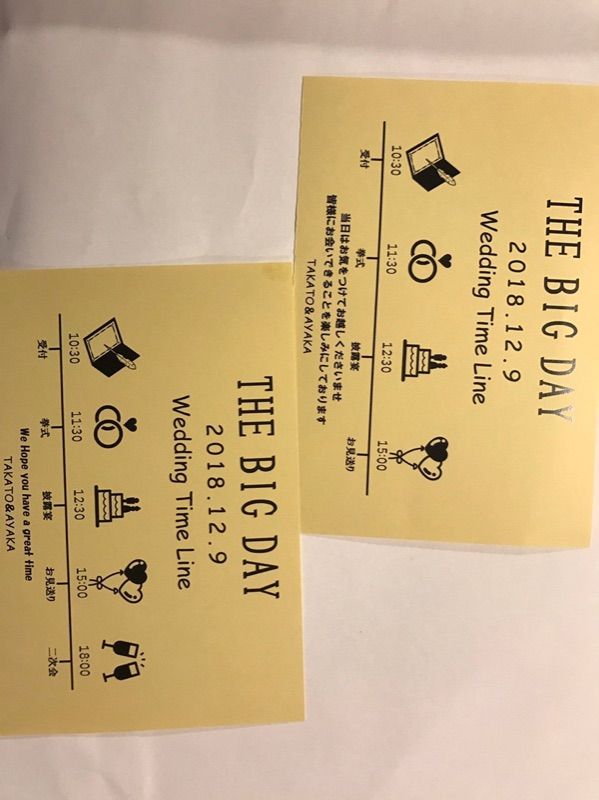 THE BIG DAY
2018.12.9
Wedding Time Line
10:30 11:30 12:30 15:00
受付 挙式 披露宴 お見送り
当日はお気をつけてお越しくださいませ
皆様にお会いできることを楽しみにしております
TAKATO&AYAKA
THE BIG DAY
2018.12.9
Wedding Time Line
10:30 11:30 12:30 15:00 18:00
受付 挙式 披露宴 お見送り 二次会
We Hope you have a great time
TAKATO&AYAKA